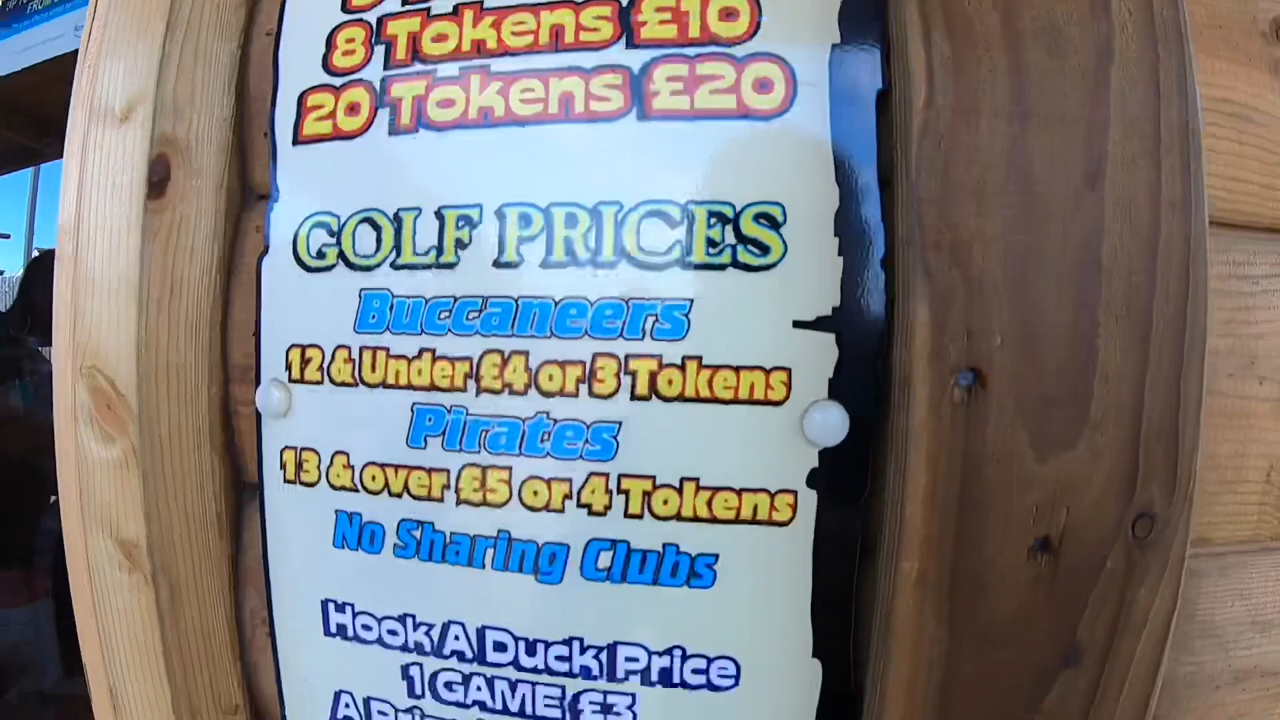 8 Tokens £10
20 Tokens £20
GOLF PRICES
Buccaneers
12 & Under £4 or 3 Tokens
Pirates
13 & over £5 or 4 Tokens
No Sharing Clubs
Hook A Duck Price
1 GAME £3
A